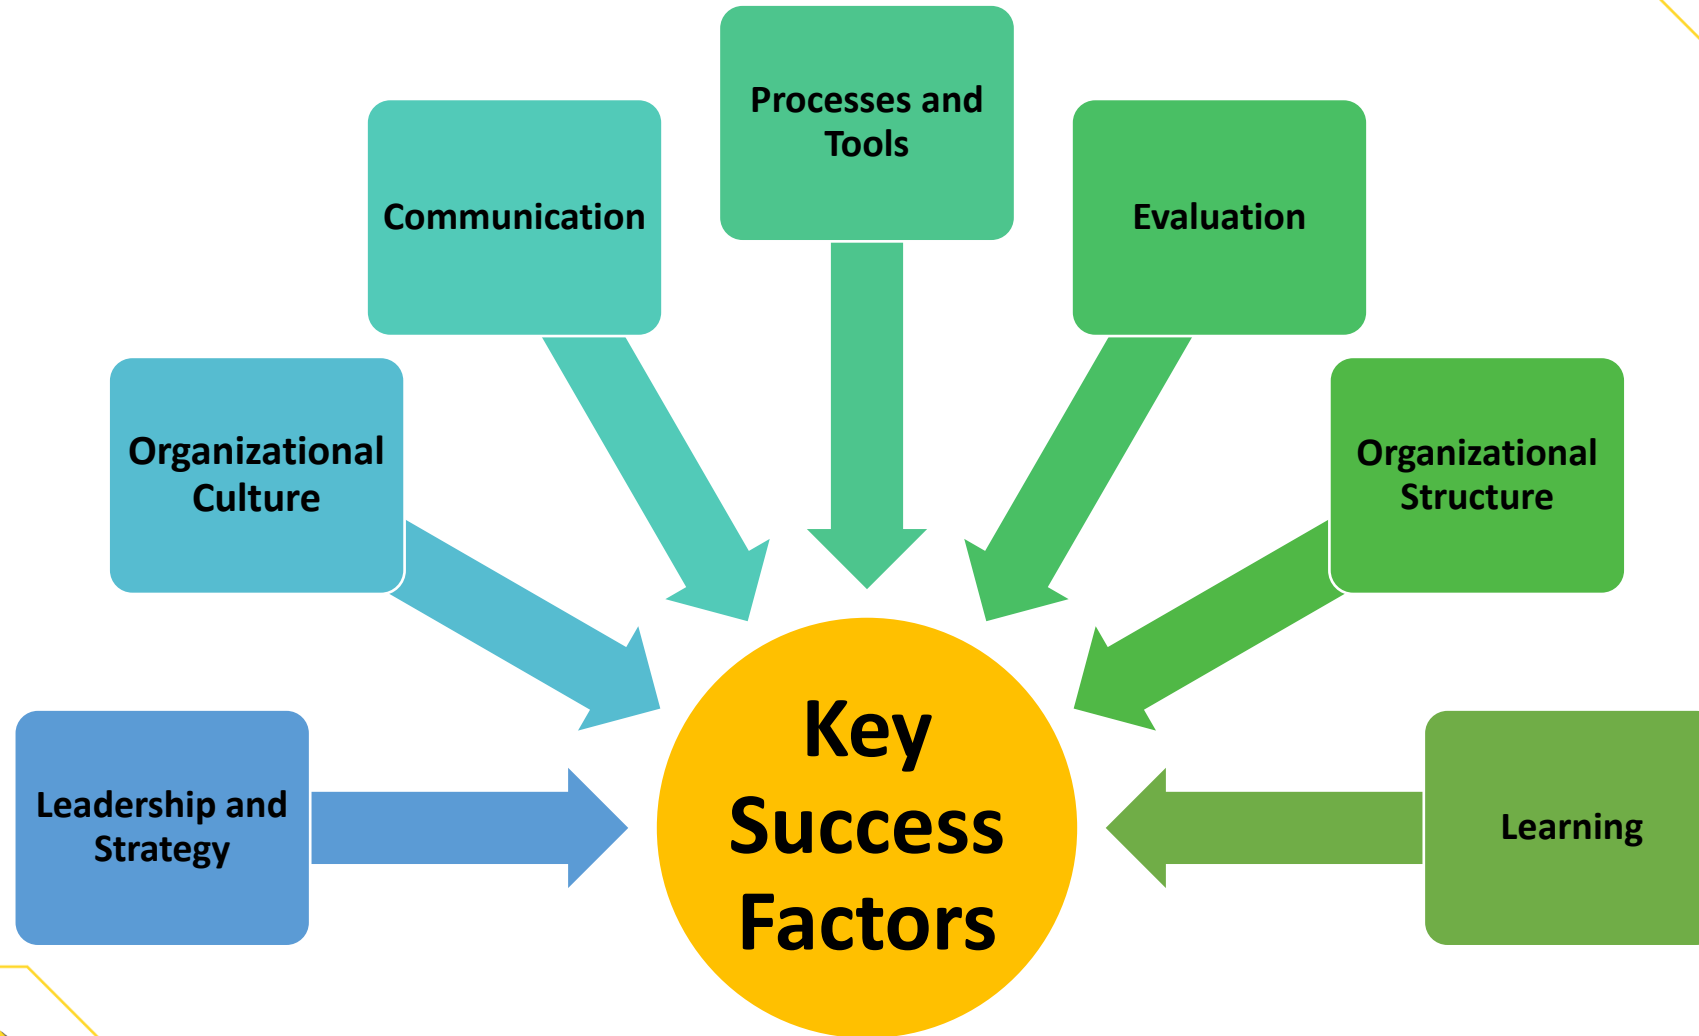 Processes and
Tools
Communication
Evaluation
Organizational
Culture
Organizational
Structure
Leadership and
Strategy
Learning
Key
Success
Factors